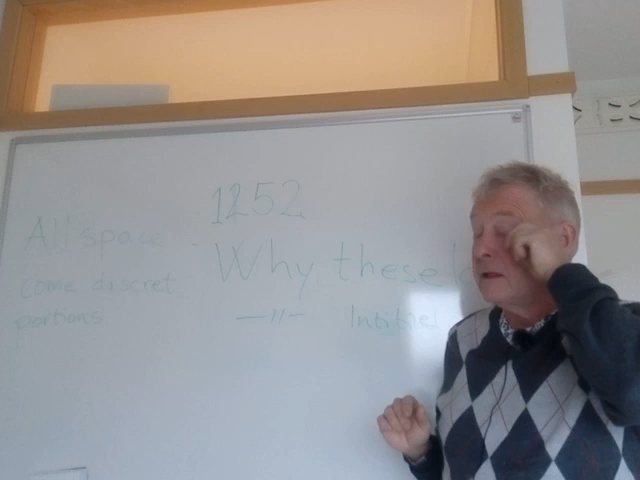 1252
All space
Why these
come discret
portions
—〃—